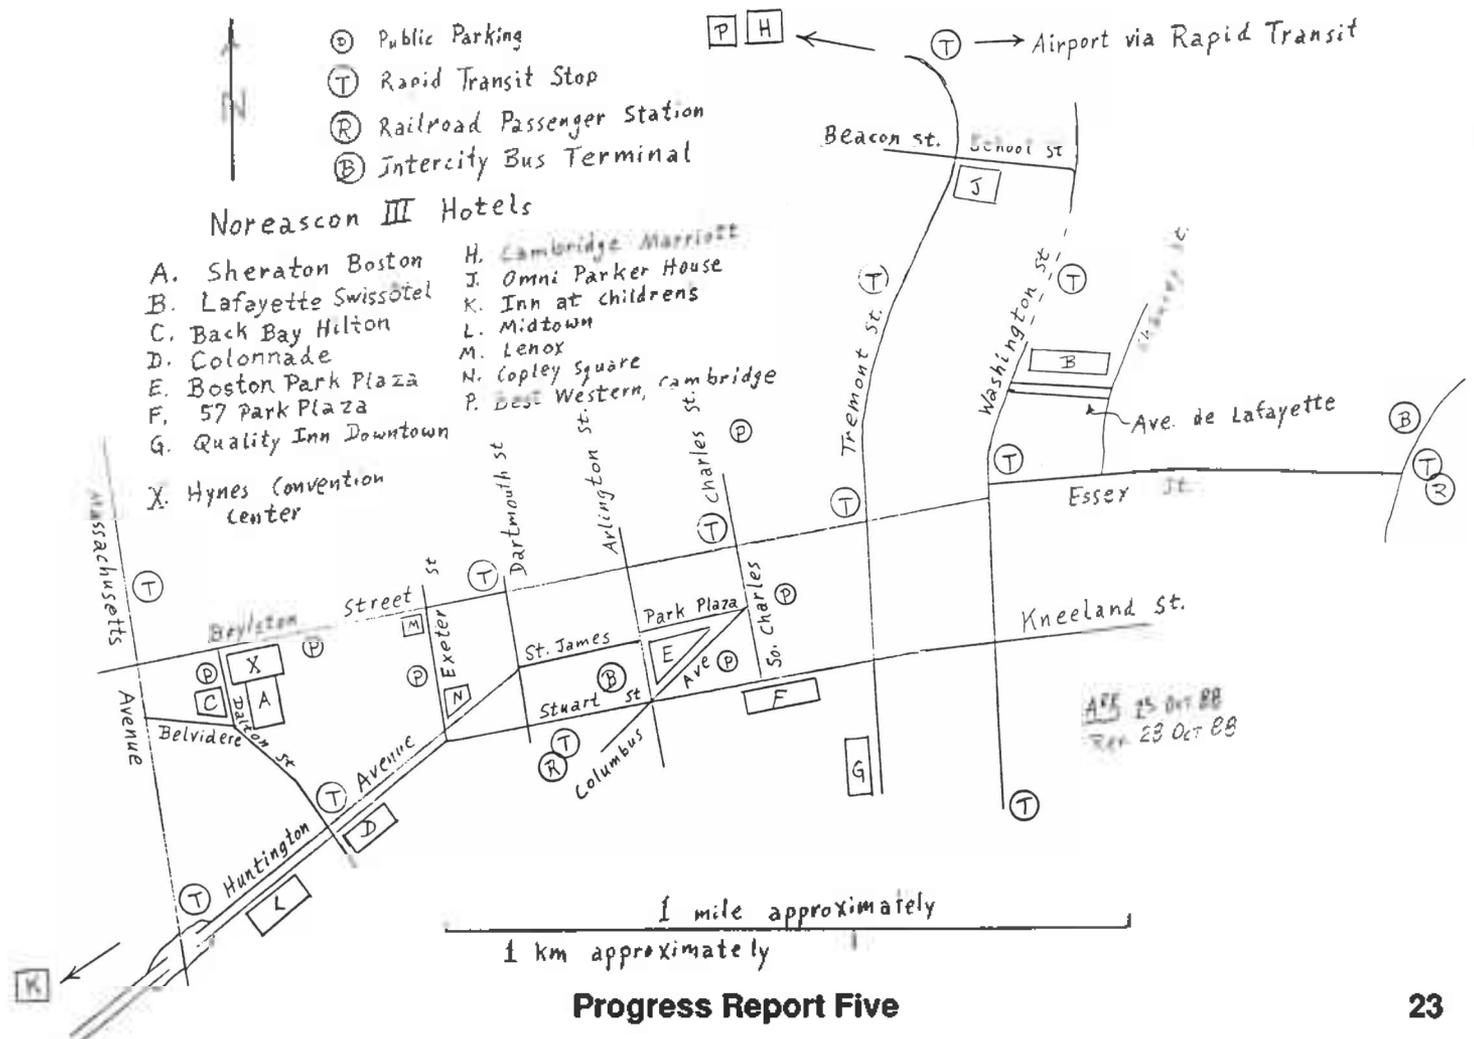 N
Ⓟ Public Parking
Ⓣ Rapid Transit Stop
Ⓡ Railroad Passenger Station
Ⓑ Intercity Bus Terminal
P H
Ⓣ → Airport via Rapid Transit
Noreascon III Hotels
A. Sheraton Boston
B. Lafayette Swissotel
C. Back Bay Hilton
D. Colonnade
E. Boston Park Plaza
F. 57 Park Plaza
G. Quality Inn Downtown
H. Cambridge Marriott
J. Omni Parker House
K. Inn at Childrens
L. Midtown
M. Lenox
N. Copley Square
P. Best Western, Cambridge
X. Hynes Convention
Center
Beacon St.
School St
J
T
T
Tremont St.
Washington St
B
Ave. de Lafayette
B
T
R
T
Essex St.
P
Charles St.
T
T
Arlington St.
Dartmouth St
T
Exeter St
Massachusetts
Avenue
T
Boylston Street
P
M
P
N
P
C
X
A
Dalton St
Belvidere
St. James
Park Plaza
E
Ave
P
P
So. Charles
B
Stuart St
F
Kneeland St.
T
R
Columbus
G
T
Huntington Avenue
T
D
L
T
K
23 Oct 88
1 mile approximately
1 km approximately
Progress Report Five
23